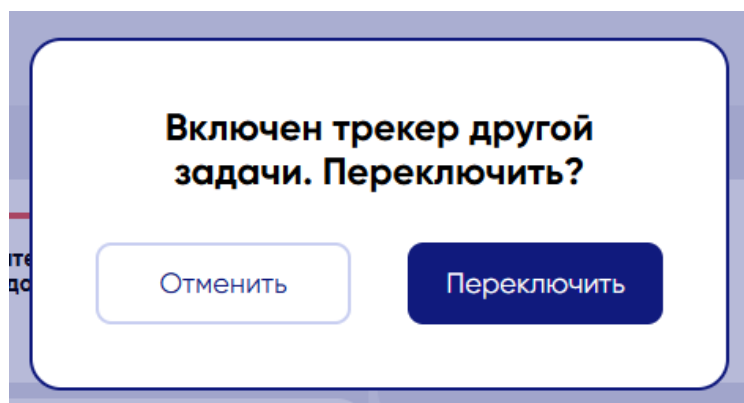 Включен трекер другой
задачи. Переключить?
Отменить
Переключить